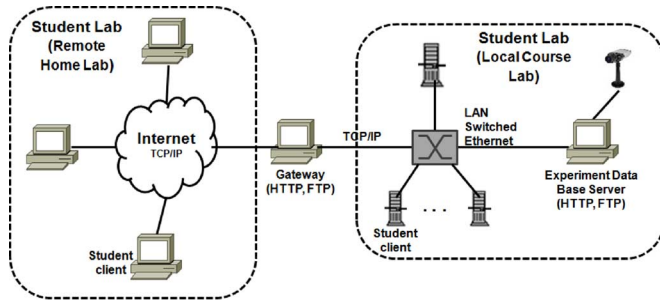 Student Lab
(Remote
Home Lab)
Internet
TCP/IP
Student
client
Gateway
(HTTP, FTP)
TCP/IP
Student Lab
(Local Course
Lab)
LAN
Switched
Ethernet
Experiment Data
Base Server
(HTTP, FTP)
...
Student
client